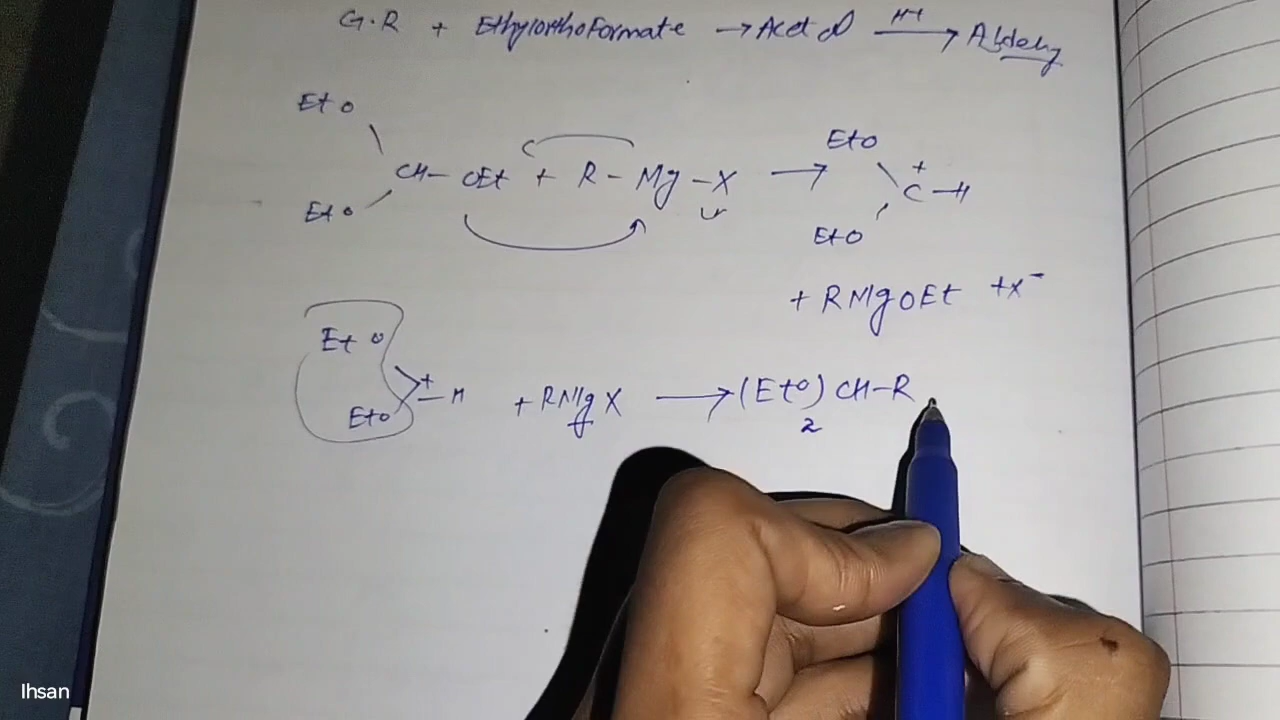 G.R + Ethylorthoformate → Acetal —H+→ Aldehy
EtO
EtO
CH – OEt + R – Mg – X →
EtO
EtO
C+ – H
+ RMgOEt + X-
EtO
EtO
+ – H + RMgX → (EtO)2 CH–R
Ihsan